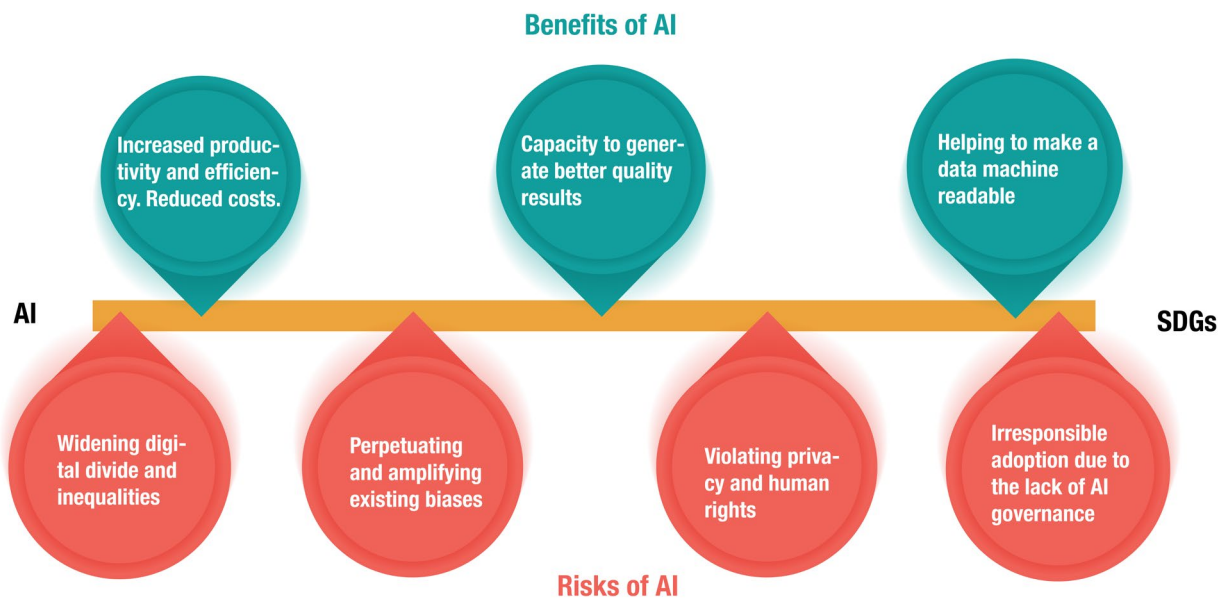 Benefits of AI
Increased produc-
tivity and efficien-
cy. Reduced costs.
Capacity to gener-
ate better quality
results
Helping to make a
data machine
readable
AI
SDGs
Widening digi-
tal divide and
inequalities
Perpetuating
and amplifying
existing biases
Violating priva-
cy and human
rights
Irresponsible
adoption due to
the lack of AI
governance
Risks of AI